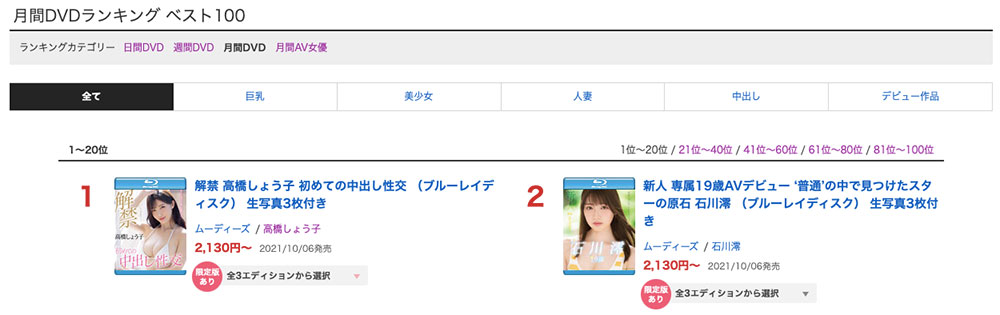 月間DVDランキング ベスト100
ランキングカテゴリー 日間DVD 週間DVD 月間DVD 月間AV女優
全て 巨乳 美少女 人妻 中出し デビュー作品
1〜20位
1位〜20位 / 21位〜40位 / 41位〜60位 / 61位〜80位 / 81位〜100位
1
Blu-ray Disc
解禁
高橋しょう子
中出し性交
解禁 高橋しょう子 初めての中出し性交 （ブルーレイデ
ィスク） 生写真3枚付き
ムーディーズ / 高橋しょう子
2,130円〜 2021/10/06発売
限定版
あり
全3エディションから選択
2
Blu-ray Disc
石川澪
新人 専属19歳AVデビュー ‘普通’の中で見つけたスタ
ーの原石 石川澪 （ブルーレイディスク） 生写真3枚付
き
ムーディーズ / 石川澪
2,130円〜 2021/10/06発売
限定版
あり
全3エディションから選択